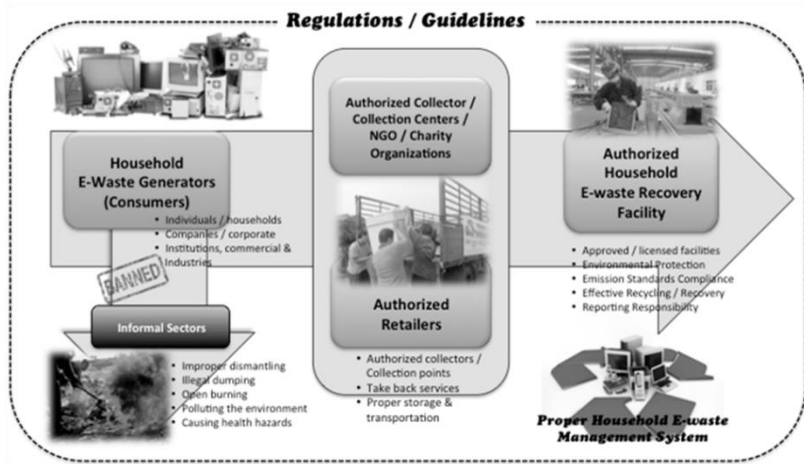 Regulations / Guidelines
Household
E-Waste Generators
(Consumers)
• Individuals / households
• Companies / corporate
• Institutions, commercial &
Industries
BANNED
Informal Sectors
• Improper dismantling
• Illegal dumping
• Open burning
• Polluting the environment
• Causing health hazards
Authorized Collector /
Collection Centers /
NGO / Charity
Organizations
Authorized
Retailers
• Authorized collectors /
Collection points
• Take back services
• Proper storage &
transportation
Authorized
Household
E-waste Recovery
Facility
• Approved / licensed facilities
• Environmental Protection
• Emission Standards Compliance
• Effective Recycling / Recovery
• Reporting Responsibility
Proper Household E-waste
Management System